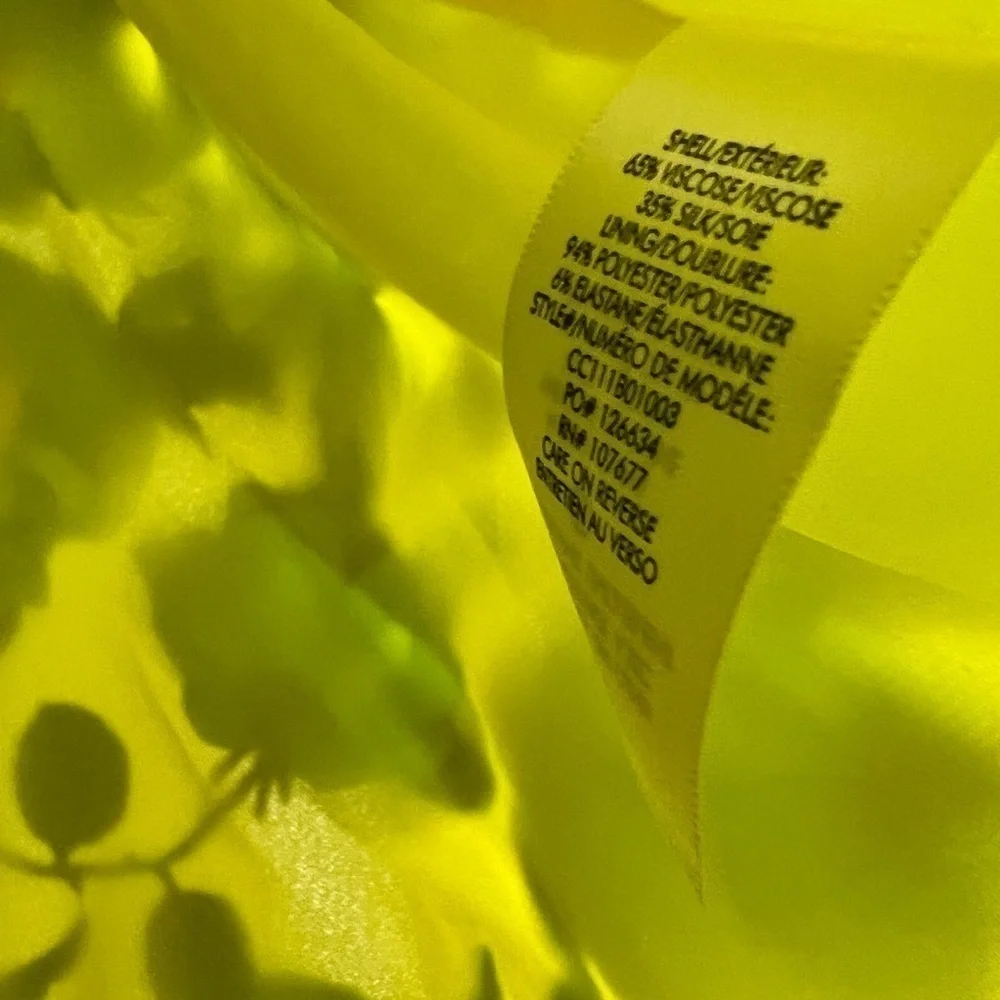 SHELL/EXTÉRIEUR:
65% VISCOSE/VISCOSE
35% SILK/SOIE
LINING/DOUBLURE:
94% POLYESTER/POLYESTER
6% ELASTANE/ÉLASTHANNE
STYLE#/NUMÉRO DE MODÉLE:
CC111B01003
PO# 126634
RN# 107677
CARE ON REVERSE
ENTRETIEN AU VERSO